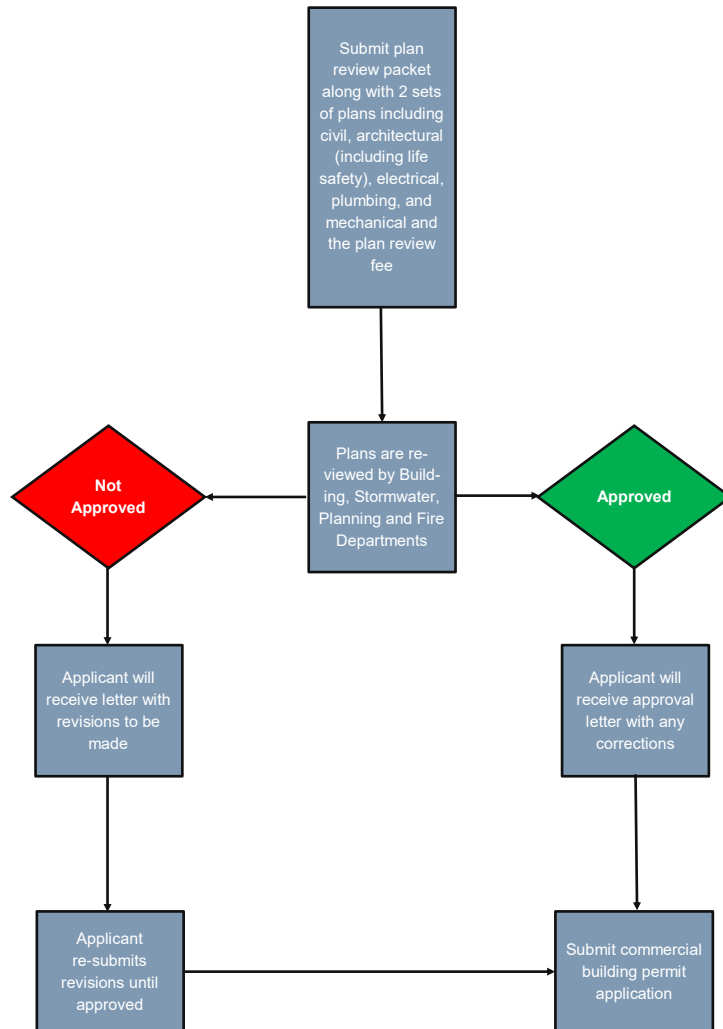 Submit plan
review packet
along with 2 sets
of plans including
civil, architectural
(including life
safety), electrical,
plumbing, and
mechanical and
the plan review
fee
Not
Approved
Plans are re-
viewed by Build-
ing, Stormwater,
Planning and Fire
Departments
Approved
Applicant will
receive letter with
revisions to be
made
Applicant will
receive approval
letter with any
corrections
Applicant
re-submits
revisions until
approved
Submit commercial
building permit
application